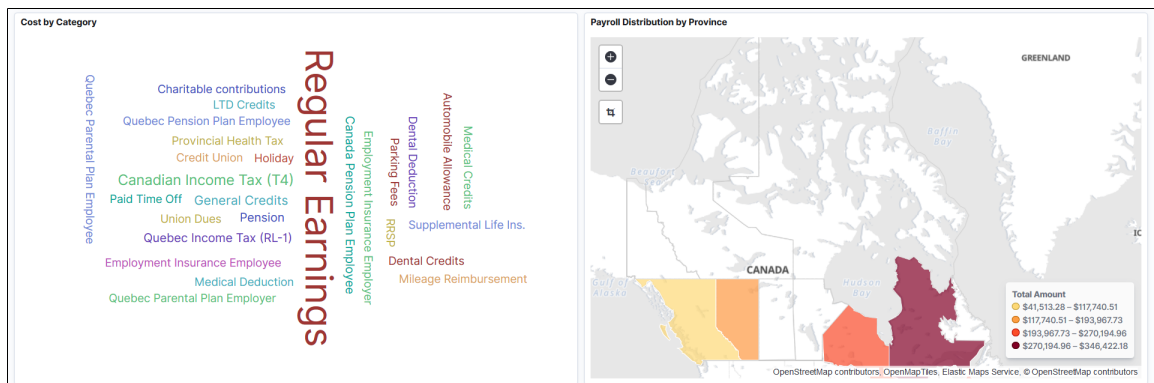 Cost by Category
Regular Earnings
Quebec Parental Plan Employee
Charitable contributions
LTD Credits
Quebec Pension Plan Employee
Provincial Health Tax
Credit Union
Holiday
Canadian Income Tax (T4)
Paid Time Off
General Credits
Union Dues
Pension
Quebec Income Tax (RL-1)
Employment Insurance Employee
Medical Deduction
Quebec Parental Plan Employer
Canada Pension Plan Employee
Employment Insurance Employer
Parking Fees
Dental Deduction
Automobile Allowance
Medical Credits
RRSP
Supplemental Life Ins.
Dental Credits
Mileage Reimbursement
Payroll Distribution by Province
GREENLAND
Baffin
Bay
Beaufort
Sea
IC
CANADA
Hudson
Bay
Gulf of
Alaska
Total Amount
$41,513.28 – $117,740.51
$117,740.51 – $193,967.73
$193,967.73 – $270,194.96
$270,194.96 – $346,422.18
OpenStreetMap contributors, OpenMapTiles, Elastic Maps Service, © OpenStreetMap contributors